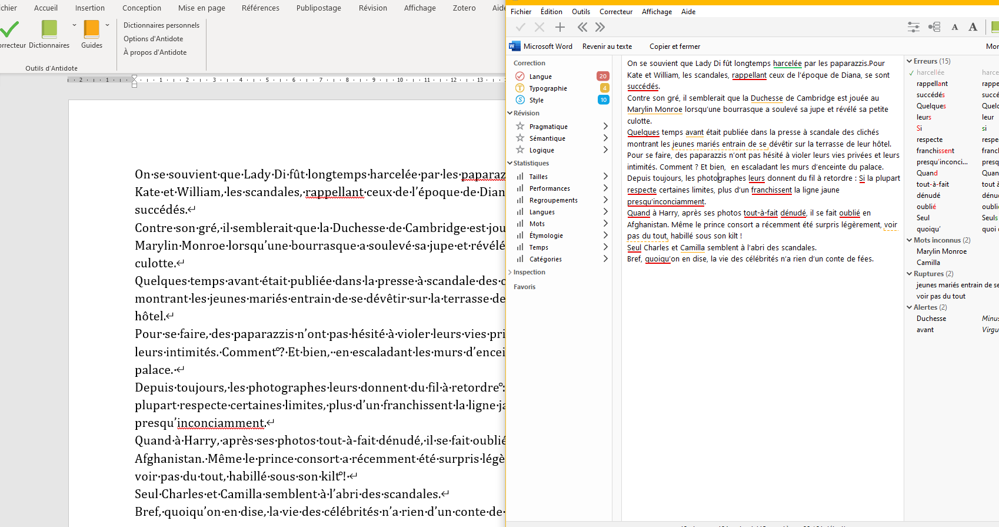 Accueil
Insertion
Conception
Mise en page
Références
Publipostage
Révision
Affichage
Zotero
Dictionnaires
Guides
Dictionnaires personnels
Options d'Antidote
À propos d'Antidote
Outils d'Antidote
2 1 1 2 3 4 5 6 7 8 9 10 11 12 13
On se souvient que Lady Di fût longtemps harcelée par les paparaz
Kate et William, les scandales, rappellant ceux de l’époque de Dian
succédés.
Contre son gré, il semblerait que la Duchesse de Cambridge est jou
Marylin Monroe lorsqu’une bourrasque a soulevé sa jupe et révélé
culotte.
Quelques temps avant était publiée dans la presse à scandale des c
montrant les jeunes mariés entrain de se dévêtir sur la terrasse de
hôtel.
Pour se faire, des paparazzis n’ont pas hésité à violer leurs vies pri
leurs intimités. Comment ? Et bien,  en escaladant les murs d’encei
palace.
Depuis toujours, les photographes leurs donnent du fil à retordre :
plupart respecte certaines limites, plus d’un franchissent la ligne ja
presqu’inconciamment.
Quand à Harry, après ses photos tout-à-fait dénudé, il se fait oublié
Afghanistan. Même le prince consort a récemment été surpris légè
voir pas du tout, habillé sous son kilt !
Seul Charles et Camilla semblent à l’abri des scandales.
Bref, quoiqu’on en dise, la vie des célébrités n’a rien d’un conte de
Fichier Édition Outils Correcteur Affichage Aide
A A
Microsoft Word Revenir au texte Copier et fermer Mor
Correction
Langue 20
Typographie 4
Style 10
Révision
Pragmatique
Sémantique
Logique
Statistiques
Tailles
Performances
Regroupements
Langues
Mots
Étymologie
Temps
Catégories
Inspection
Favoris
On se souvient que Lady Di fût longtemps harcelée par les paparazzis.Pour
Kate et William, les scandales, rappellant ceux de l’époque de Diana, se sont
succédés.
Contre son gré, il semblerait que la Duchesse de Cambridge est jouée au
Marylin Monroe lorsqu’une bourrasque a soulevé sa jupe et révélé sa petite
culotte.
Quelques temps avant était publiée dans la presse à scandale des clichés
montrant les jeunes mariés entrain de se dévêtir sur la terrasse de leur hôtel.
Pour se faire, des paparazzis n’ont pas hésité à violer leurs vies privées et leurs
intimités. Comment ? Et bien,  en escaladant les murs d’enceinte du palace.
Depuis toujours, les photographes leurs donnent du fil à retordre : Si la plupart
respecte certaines limites, plus d’un franchissent la ligne jaune
presqu’inconciamment.
Quand à Harry, après ses photos tout-à-fait dénudé, il se fait oublié en
Afghanistan. Même le prince consort a récemment été surpris légèrement, voir
pas du tout, habillé sous son kilt !
Seul Charles et Camilla semblent à l’abri des scandales.
Bref, quoiqu’on en dise, la vie des célébrités n’a rien d’un conte de fées.
Erreurs (15)
harcellée harce
rappellant rappe
succédés succé
Quelques Quelc
leurs leur
Si si
respecte respe
franchissent franch
presqu’inconci... presq
Quand Quan
tout-à-fait tout à
dénudé dénu
oublié oubli
Seul Seuls
quoiqu’ quoi
Mots inconnus (2)
Marylin Monroe
Camilla
Ruptures (2)
jeunes mariés entrain de se
voir pas du tout
Alertes (2)
Duchesse Minus
avant Virgu